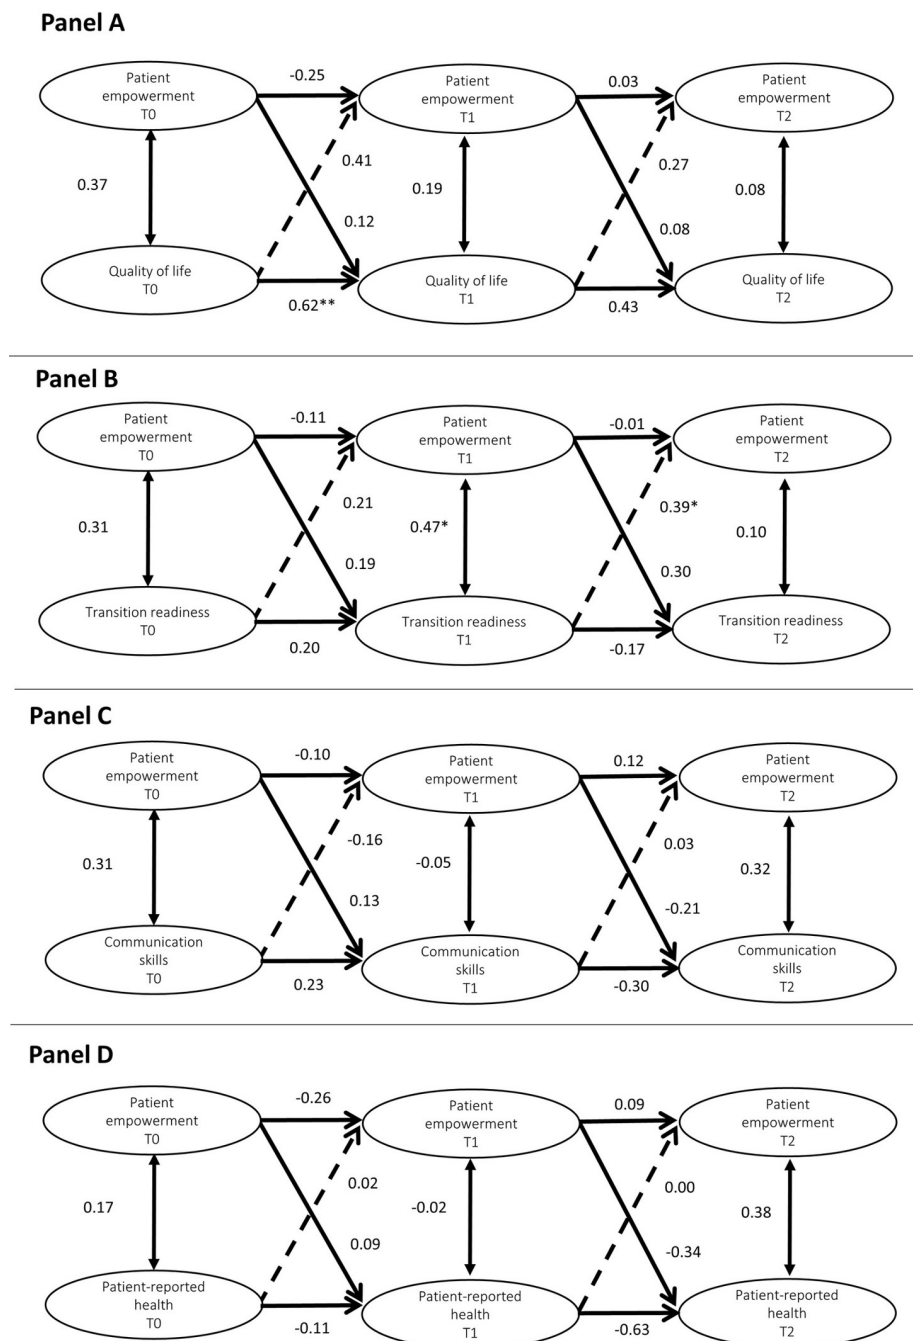 Panel A
Patient
empowerment
T0
-0.25
Patient
empowerment
T1
0.03
Patient
empowerment
T2
0.37
0.41
0.12
0.19
0.27
0.08
0.08
Quality of life
T0
0.62**
Quality of life
T1
0.43
Quality of life
T2
Panel B
Patient
empowerment
T0
-0.11
Patient
empowerment
T1
-0.01
Patient
empowerment
T2
0.31
0.21
0.19
0.47*
0.39*
0.30
0.10
Transition readiness
T0
0.20
Transition readiness
T1
-0.17
Transition readiness
T2
Panel C
Patient
empowerment
T0
-0.10
Patient
empowerment
T1
0.12
Patient
empowerment
T2
0.31
-0.16
0.13
-0.05
0.03
-0.21
0.32
Communication
skills
T0
0.23
Communication
skills
T1
-0.30
Communication
skills
T2
Panel D
Patient
empowerment
T0
-0.26
Patient
empowerment
T1
0.09
Patient
empowerment
T2
0.17
0.02
0.09
-0.02
0.00
-0.34
0.38
Patient-reported
health
T0
-0.11
Patient-reported
health
T1
-0.63
Patient-reported
health
T2